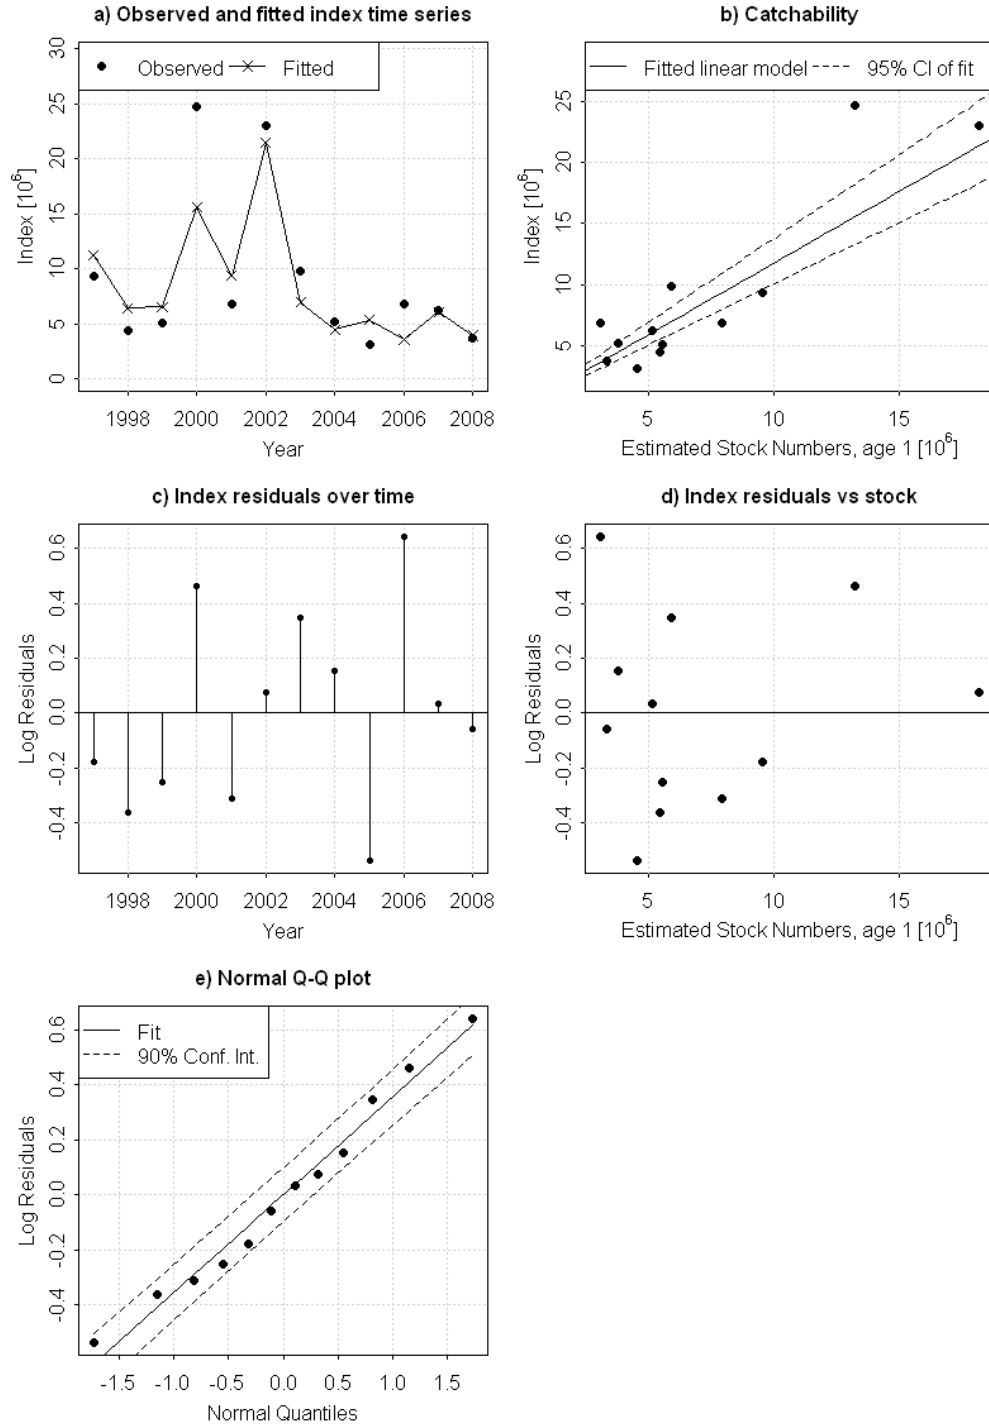 a) Observed and fitted index time series
Observed Fitted
Index [10^6]
0 5 10 15 20 25 30
1998 2000 2002 2004 2006 2008
Year
b) Catchability
Fitted linear model 95% CI of fit
Index [10^6]
5 10 15 20 25
5 10 15
Estimated Stock Numbers, age 1 [10^6]
c) Index residuals over time
Log Residuals
-0.4 -0.2 0.0 0.2 0.4 0.6
1998 2000 2002 2004 2006 2008
Year
d) Index residuals vs stock
Log Residuals
-0.4 -0.2 0.0 0.2 0.4 0.6
5 10 15
Estimated Stock Numbers, age 1 [10^6]
e) Normal Q-Q plot
Fit
90% Conf. Int.
Log Residuals
-0.4 -0.2 0.0 0.2 0.4 0.6
-1.5 -1.0 -0.5 0.0 0.5 1.0 1.5
Normal Quantiles